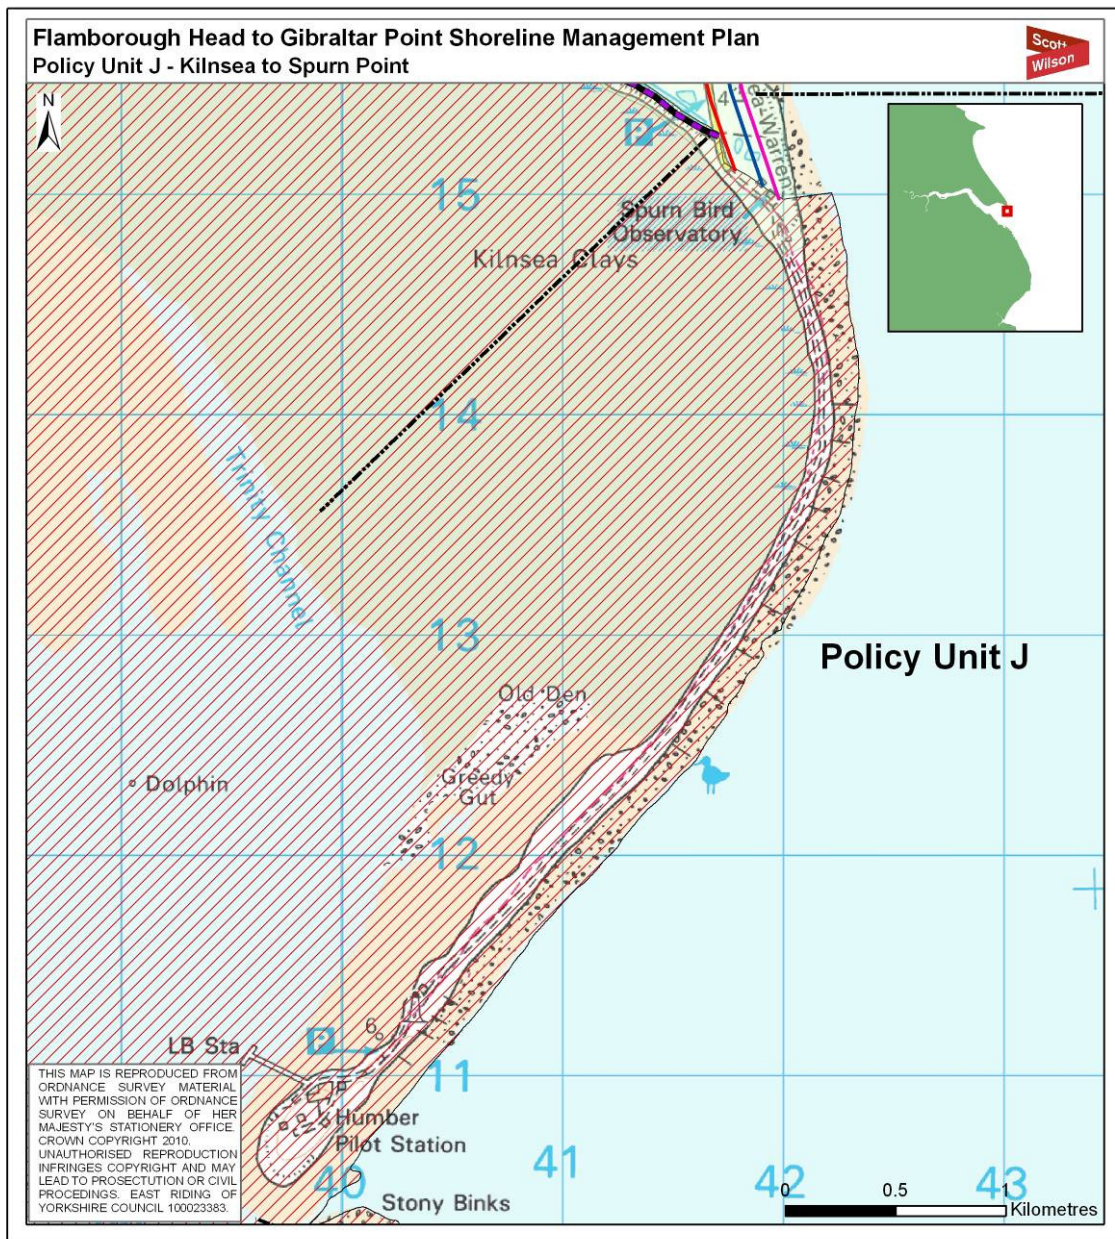 Flamborough Head to Gibraltar Point Shoreline Management Plan
Policy Unit J - Kilnsea to Spurn Point
Scott
Wilson
N
P
4
7
Warren
15
Spurn Bird
Observatory
Kilnsea Clays
14
Trinity Channel
13
Policy Unit J
Old Den
Dolphin
Greedy
Gut
12
6
P
LB Sta
11
THIS MAP IS REPRODUCED FROM
ORDNANCE SURVEY MATERIAL
WITH PERMISSION OF ORDNANCE
SURVEY ON BEHALF OF HER
MAJESTY'S STATIONERY OFFICE.
CROWN COPYRIGHT 2010.
UNAUTHORISED REPRODUCTION
INFRINGES COPYRIGHT AND MAY
LEAD TO PROSECTUTION OR CIVIL
PROCEDINGS. EAST RIDING OF
YORKSHIRE COUNCIL 100023383.
Humber
Pilot Station
40
41
42
43
Stony Binks
0 0.5 1
Kilometres